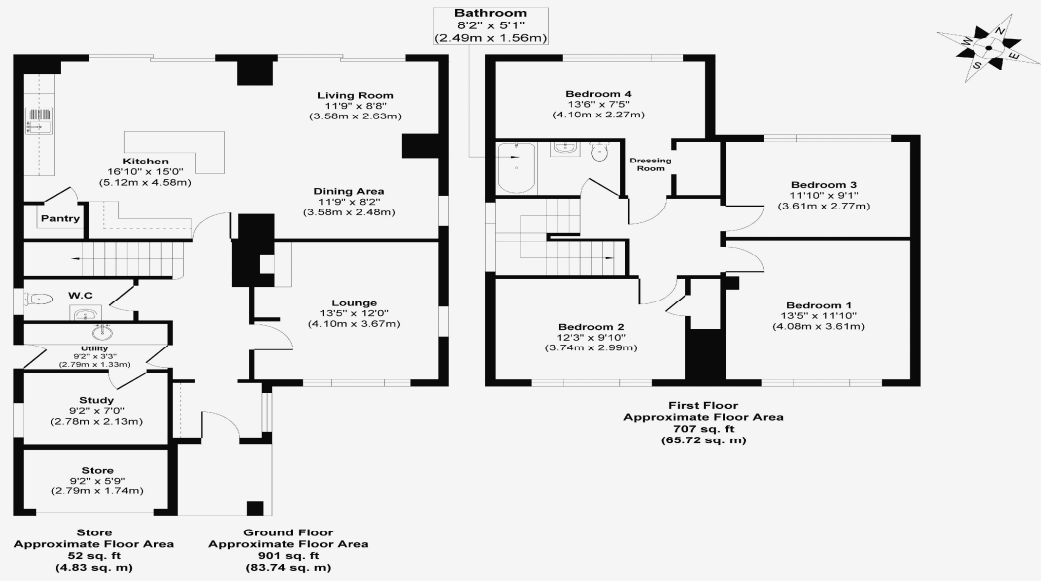 Bathroom
8'2" x 5'1"
(2.49m x 1.56m)
N
E
S
W
Living Room
11'9" x 8'8"
(3.58m x 2.63m)
Kitchen
16'10" x 15'0"
(5.12m x 4.58m)
Dining Area
11'9" x 8'2"
(3.58m x 2.48m)
Pantry
W.C
Lounge
13'5" x 12'0"
(4.10m x 3.67m)
Utility
9'2" x 3'3"
(2.79m x 1.33m)
Study
9'2" x 7'0"
(2.78m x 2.13m)
Store
9'2" x 5'9"
(2.79m x 1.74m)
Store
Approximate Floor Area
52 sq. ft
(4.83 sq. m)
Ground Floor
Approximate Floor Area
901 sq. ft
(83.74 sq. m)
Bedroom 4
13'6" x 7'5"
(4.10m x 2.27m)
Dressing
Room
Bedroom 3
11'10" x 9'1"
(3.61m x 2.77m)
Bedroom 2
12'3" x 9'10"
(3.74m x 2.99m)
Bedroom 1
13'5" x 11'10"
(4.08m x 3.61m)
First Floor
Approximate Floor Area
707 sq. ft
(65.72 sq. m)